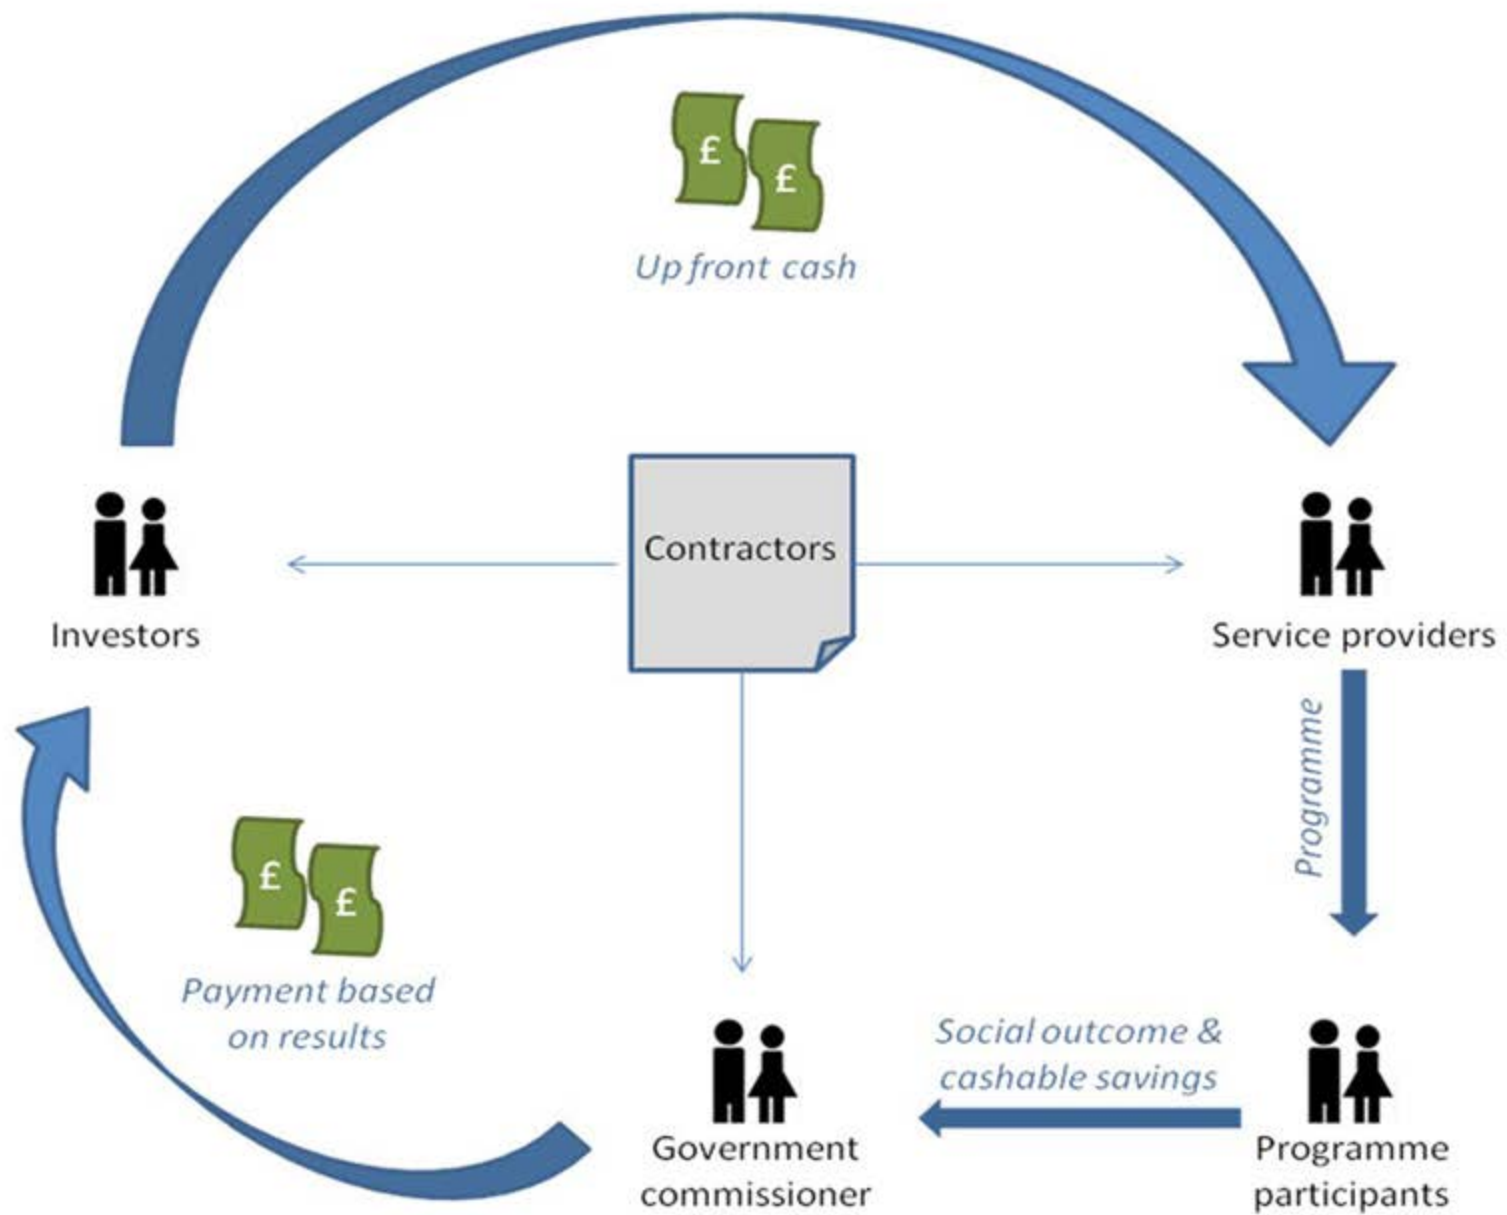 £
£
Up front cash
Contractors
Investors
Service providers
Programme
£
£
Payment based
on results
Social outcome &
cashable savings
Government
commissioner
Programme
participants